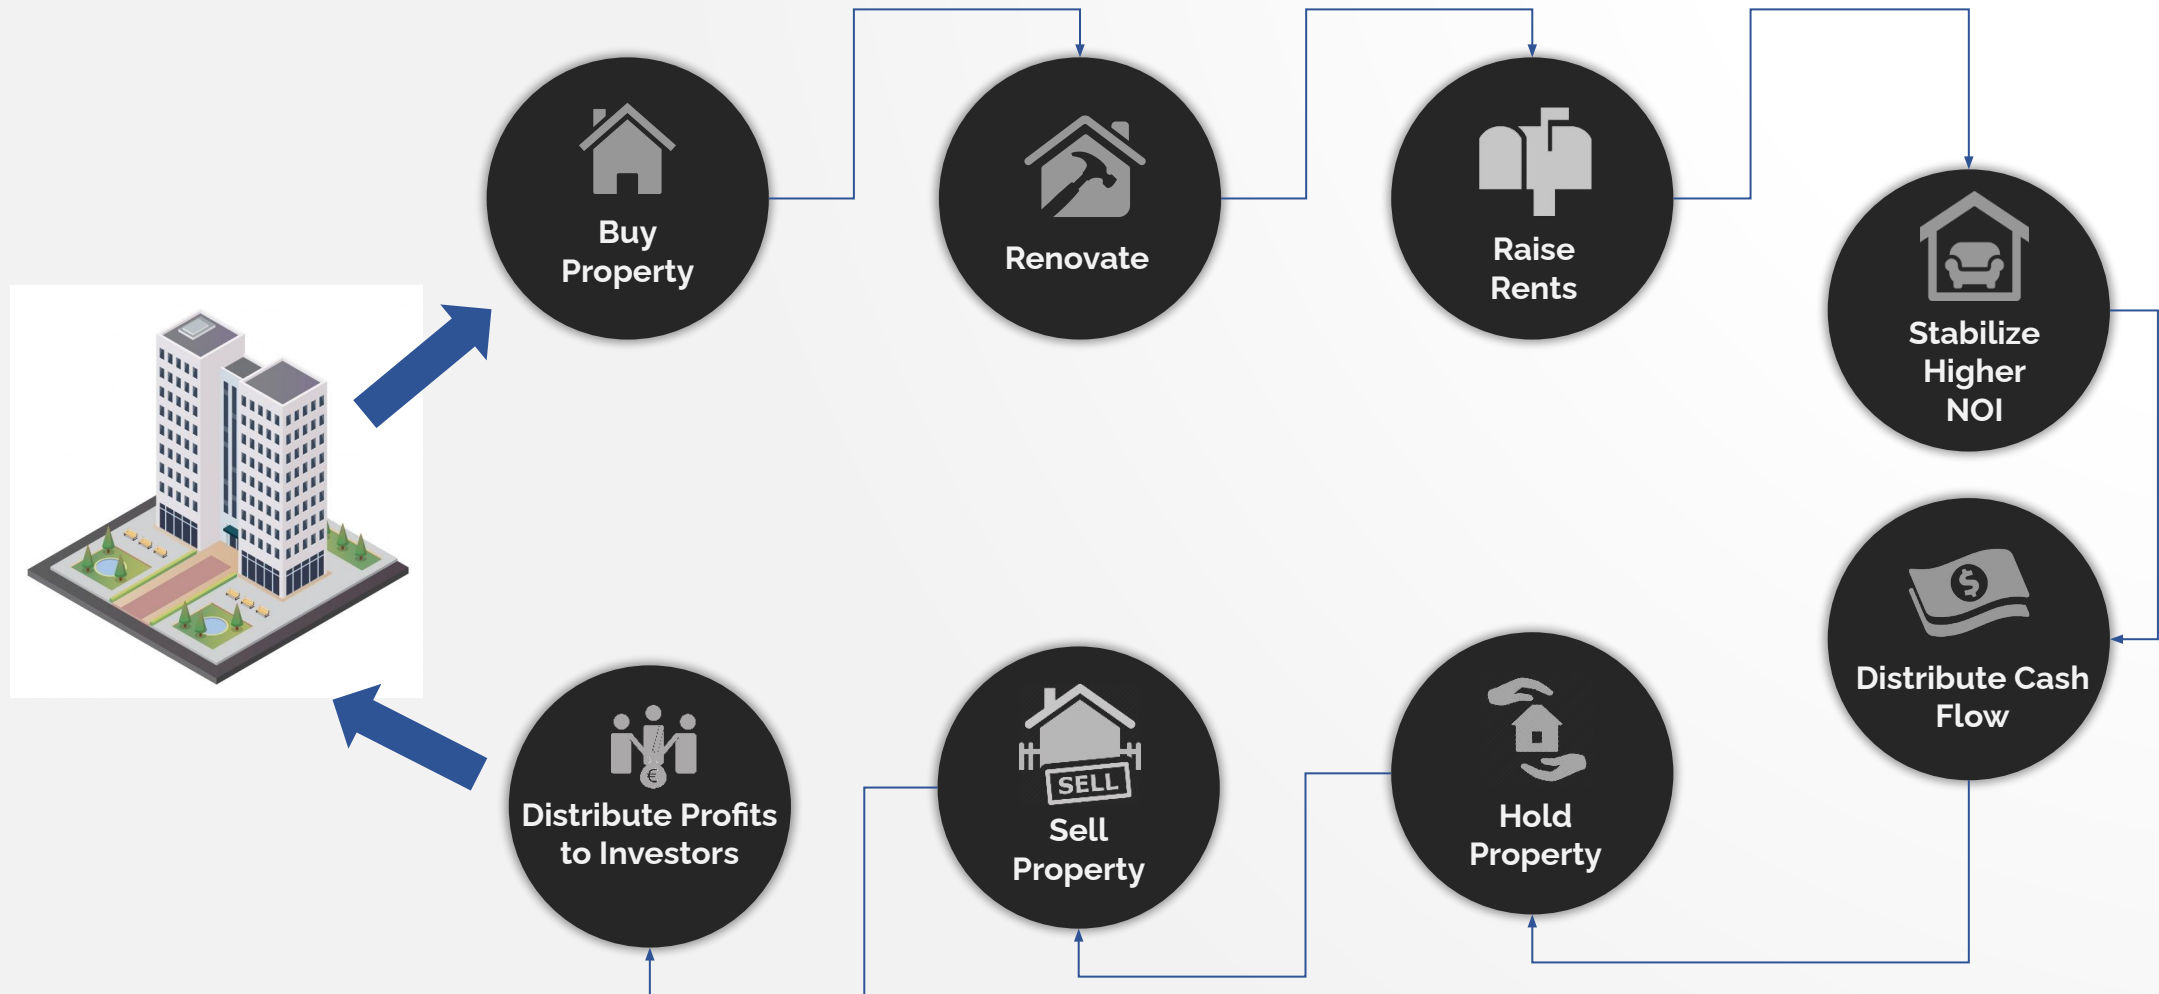 Buy
Property
Renovate
Raise
Rents
Stabilize
Higher
NOI
$
Distribute Cash
Flow
Hold
Property
SELL
Sell
Property
€
Distribute Profits
to Investors